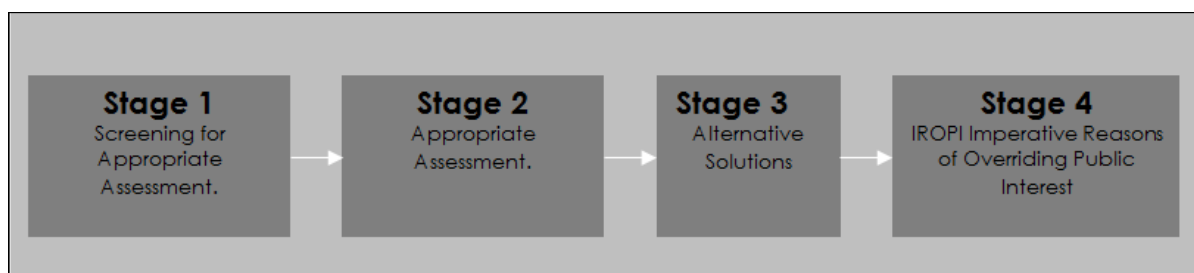 Stage 1
Screening for
Appropriate
Assessment.
Stage 2
Appropriate
Assessment.
Stage 3
Alternative
Solutions
Stage 4
IROPI Imperative Reasons
of Overriding Public
Interest